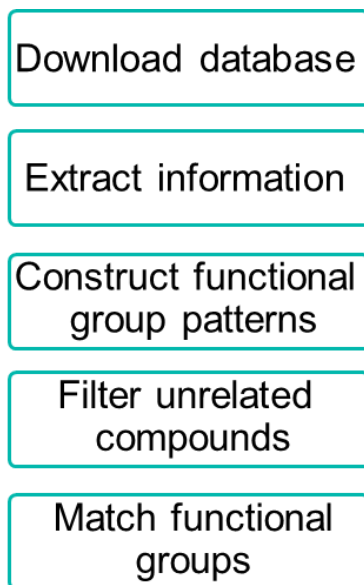 Download database
Extract information
Construct functional
group patterns
Filter unrelated
compounds
Match functional
groups